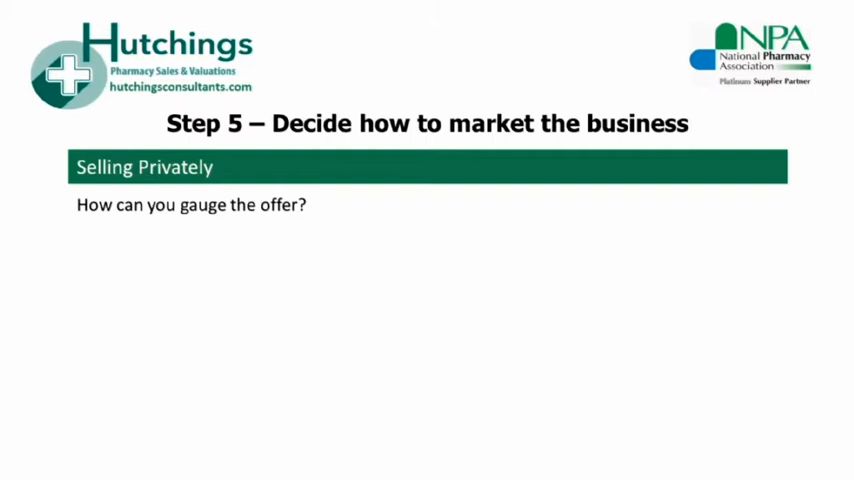 Hutchings
Pharmacy Sales & Valuations
hutchingsconsultants.com
NPA
National Pharmacy
Association
Platinum Supplier Partner
Step 5 – Decide how to market the business
Selling Privately
How can you gauge the offer?